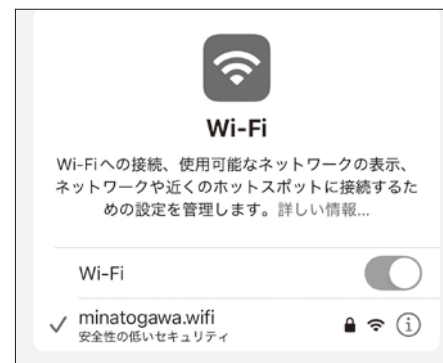 Wi-Fi
Wi-Fiへの接続、使用可能なネットワークの表示、
ネットワークや近くのホットスポットに接続するた
めの設定を管理します。詳しい情報...
Wi-Fi
minatogawa.wifi
安全性の低いセキュリティ